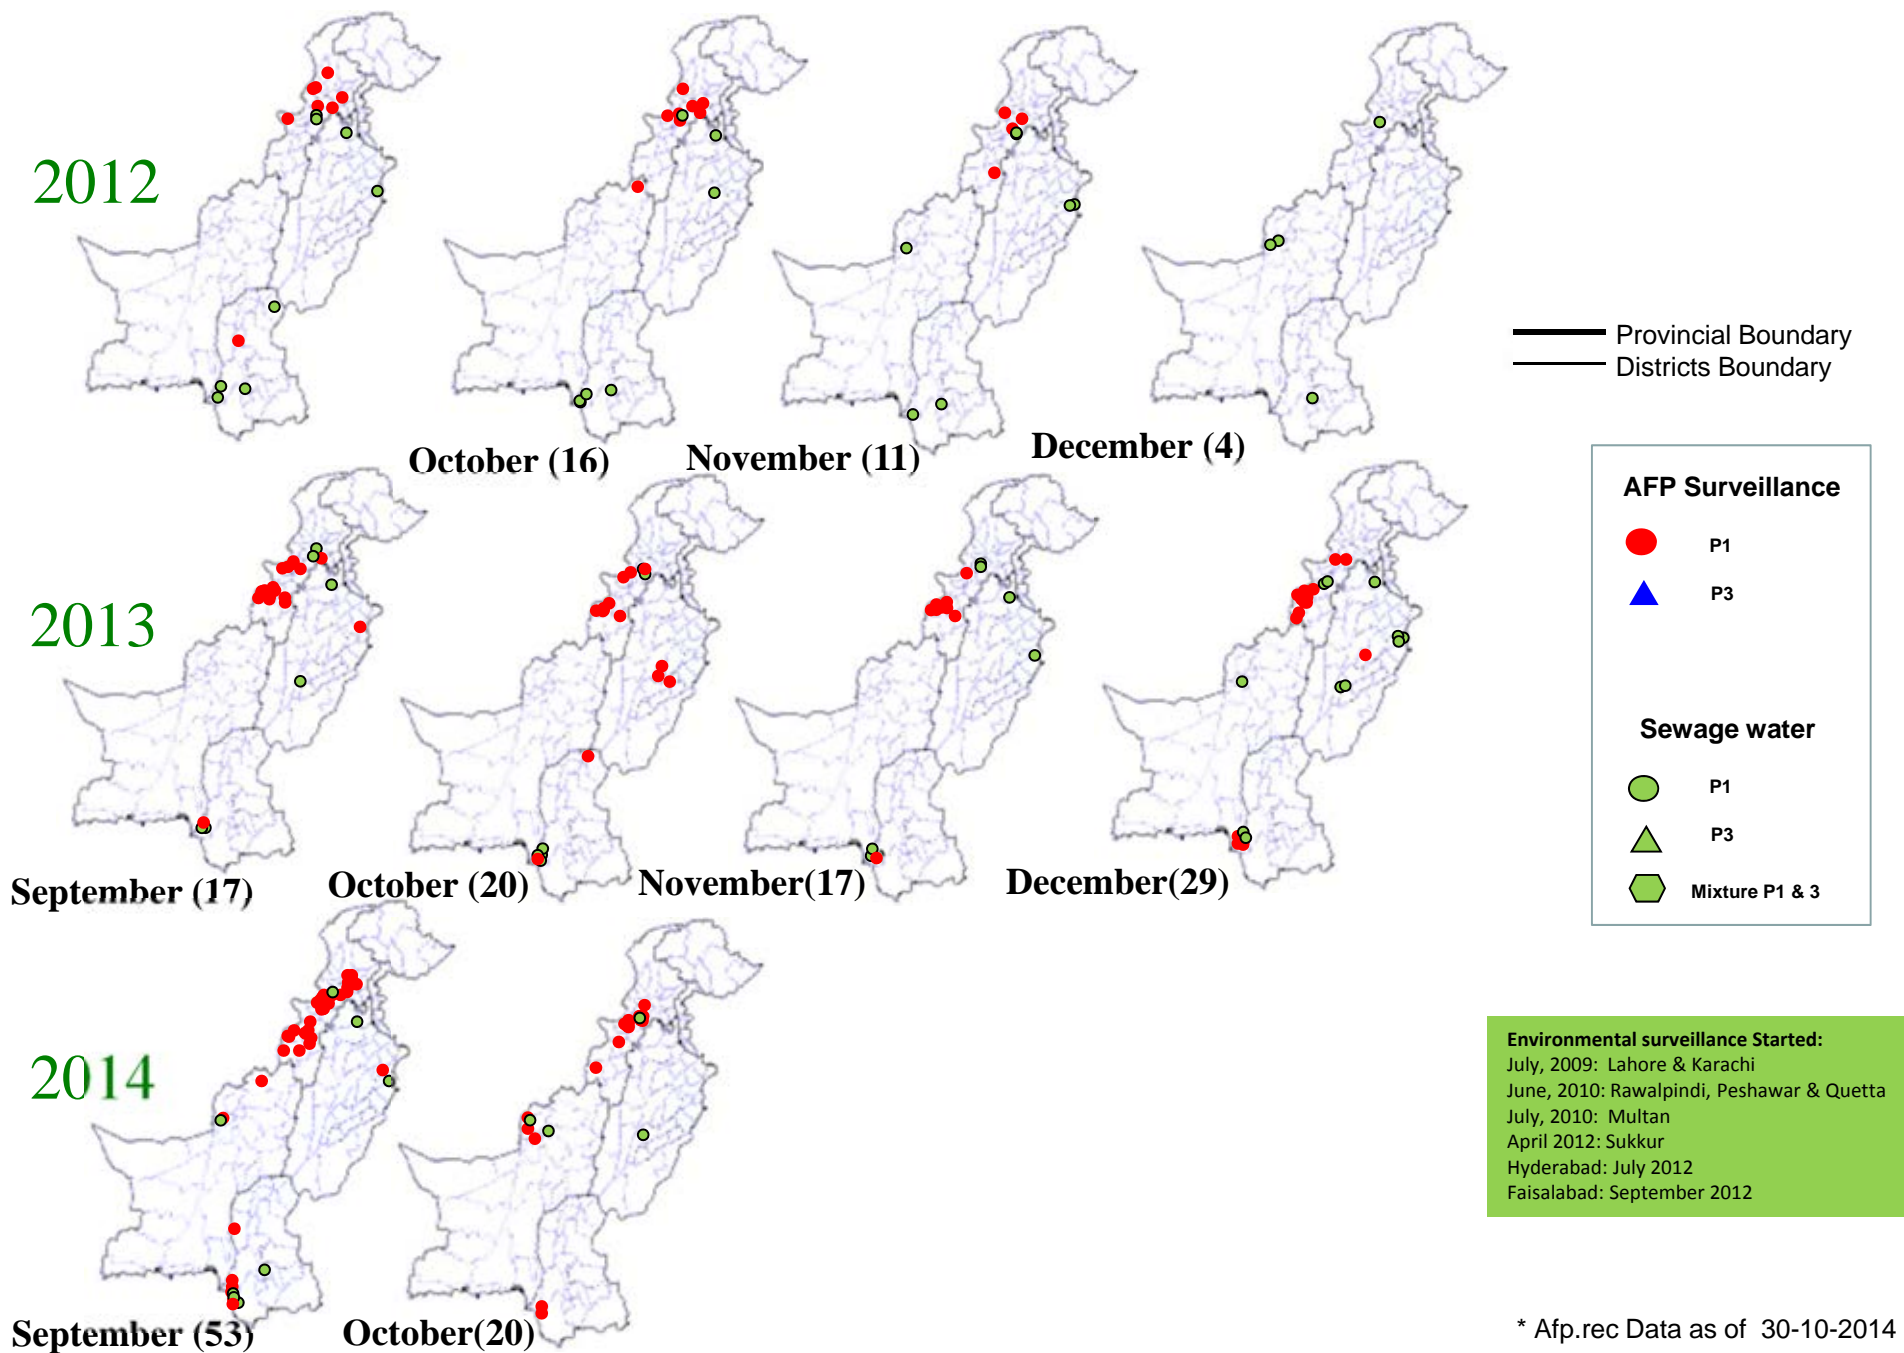 2012
October (16)
November (11)
December (4)
Provincial Boundary
Districts Boundary
2013
September (17)
October (20)
November(17)
December(29)
AFP Surveillance
P1
P3
Sewage water
P1
P3
Mixture P1 & 3
2014
September (53)
October(20)
Environmental surveillance Started:
July, 2009: Lahore & Karachi
June, 2010: Rawalpindi, Peshawar & Quetta
July, 2010: Multan
April 2012: Sukkur
Hyderabad: July 2012
Faisalabad: September 2012
* Afp.rec Data as of 30-10-2014